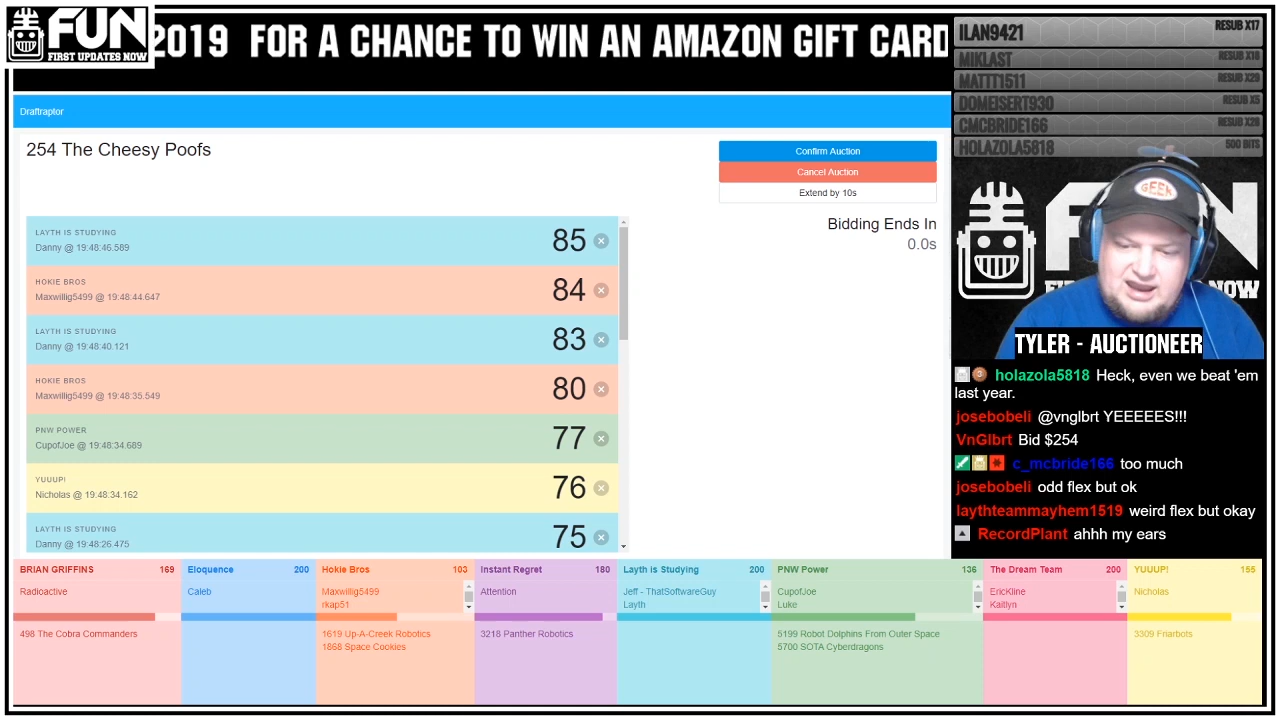 FUN
FIRST UPDATES NOW
2019 FOR A CHANCE TO WIN AN AMAZON GIFT CARD
ILAN9421 RESUB X17
MIKLAST
MATTT1511 RESUB X29
DOMEISERT930 RESUB X5
CMCBRIDE166
HOLAZOLA5818 500 BITS
Draftraptor
254 The Cheesy Poofs
Confirm Auction
Cancel Auction
Extend by 10s
Bidding Ends In
0.0s
LAYTH IS STUDYING
Danny @ 19:48:46.589
85
HOKIE BROS
Maxwillig5499 @ 19:48:44.647
84
LAYTH IS STUDYING
Danny @ 19:48:40.121
83
HOKIE BROS
Maxwillig5499 @ 19:48:35.549
80
PNW POWER
CupofJoe @ 19:48:34.689
77
YUUUP!
Nicholas @ 19:48:34.162
76
LAYTH IS STUDYING
Danny @ 19:48:26.475
75
GEEK
FUN
NOW
TYLER - AUCTIONEER
holazola5818 Heck, even we beat 'em
last year.
josebobeli @vnglbrt YEEEEES!!!
VnGlbrt Bid $254
c_mcbride166 too much
josebobeli odd flex but ok
laythteammayhem1519 weird flex but okay
RecordPlant ahhh my ears
BRIAN GRIFFINS 169
Radioactive
498 The Cobra Commanders
Eloquence 200
Caleb
Hokie Bros 103
Maxwillig5499
rkap51
1619 Up-A-Creek Robotics
1868 Space Cookies
Instant Regret 180
Attention
3218 Panther Robotics
Layth is Studying 200
Jeff - ThatSoftwareGuy
Layth
PNW Power 136
CupofJoe
Luke
5199 Robot Dolphins From Outer Space
5700 SOTA Cyberdragons
The Dream Team 200
EricKline
Kaitlyn
YUUUP! 155
Nicholas
3309 Friarbots